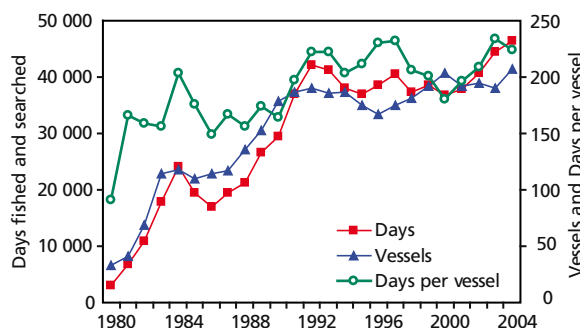 Days fished and searched
50 000
40 000
30 000
20 000
10 000
0
250
200
150
100
50
0
Vessels and Days per vessel
Days
Vessels
Days per vessel
1980 1984 1988 1992 1996 2000 2004